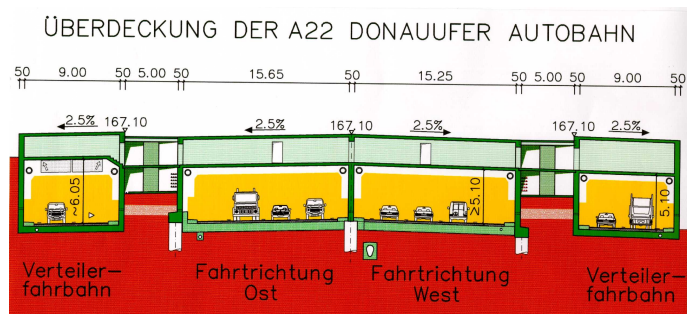 ÜBERDECKUNG DER A22 DONAUUFER AUTOBAHN
50 9.00 50 5.00 50 15.65 50 15.25 50 5.00 50 9.00 50
2.5% 167.10 2.5% 167.10 2.5% 167.10 2.5%
~6.05 ≥5.10 5.10
Verteiler- Fahrtrichtung Fahrtrichtung Verteiler-
fahrbahn Ost West fahrbahn